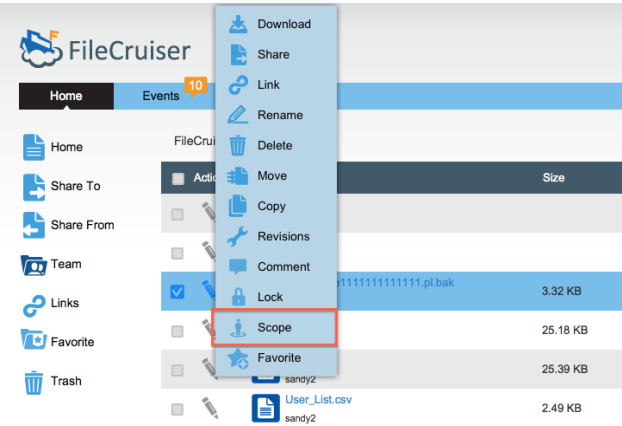 FileCruiser
Home
Events
10
Download
Share
Link
Rename
Delete
Move
Copy
Revisions
Comment
Lock
Scope
Favorite
Home
Share To
Share From
Team
Links
Favorite
Trash
Size
1111111111111.pl.bak
3.32 KB
25.18 KB
25.39 KB
sandy2
User_List.csv
2.49 KB
sandy2